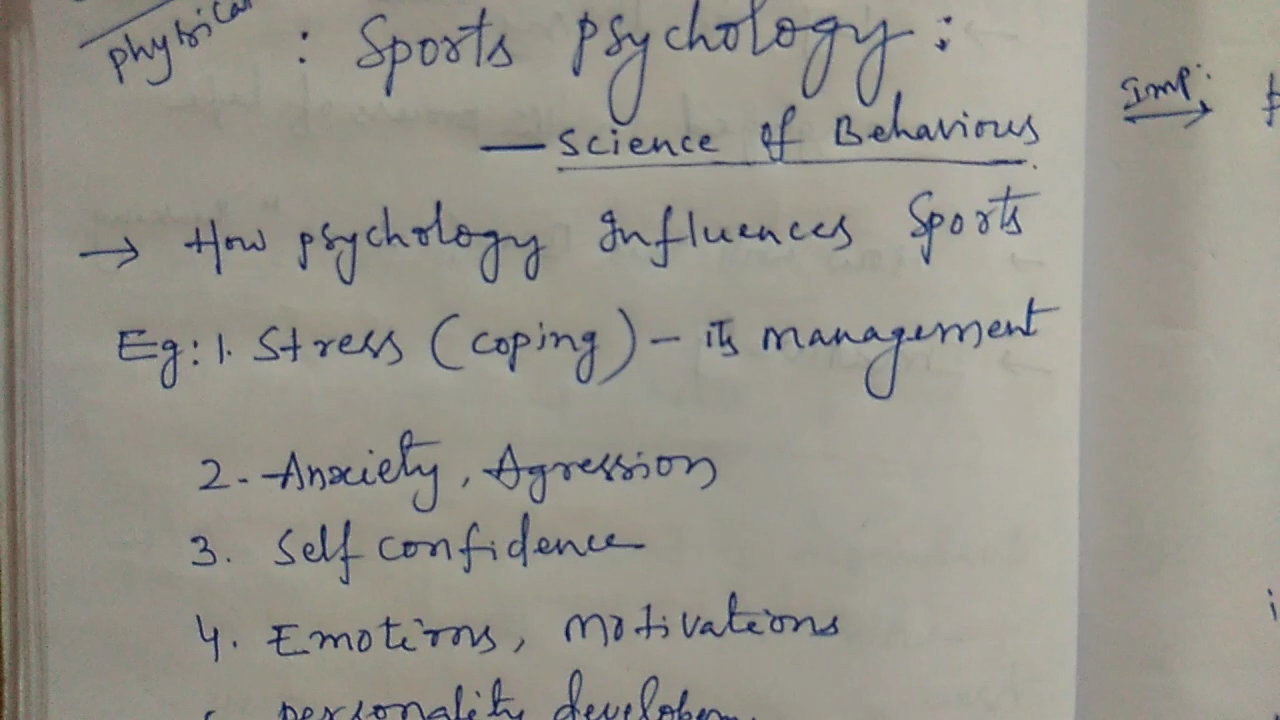 physical
: Sports psychology :
— Science of Behaviour
→ How psychology Influences Sports
Eg: 1. Stress (coping) – its management
2. Anxiety, Agression
3. Self confidence
4. Emotions, motivations
personality
Imp: